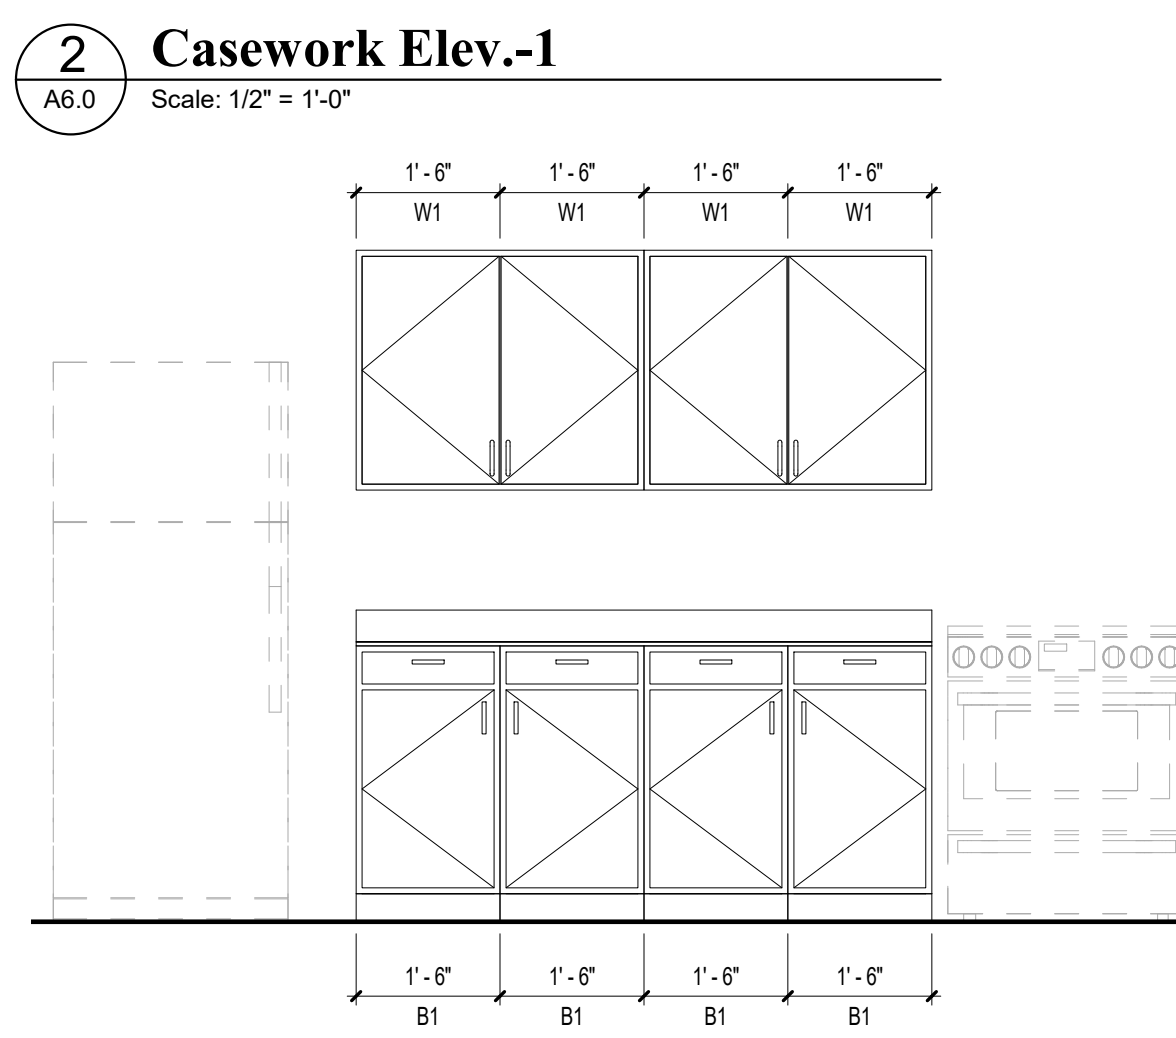 2
A6.0
Casework Elev.-1
Scale: 1/2" = 1'-0"
1' - 6" 1' - 6" 1' - 6" 1' - 6"
W1 W1 W1 W1
1' - 6" 1' - 6" 1' - 6" 1' - 6"
B1 B1 B1 B1